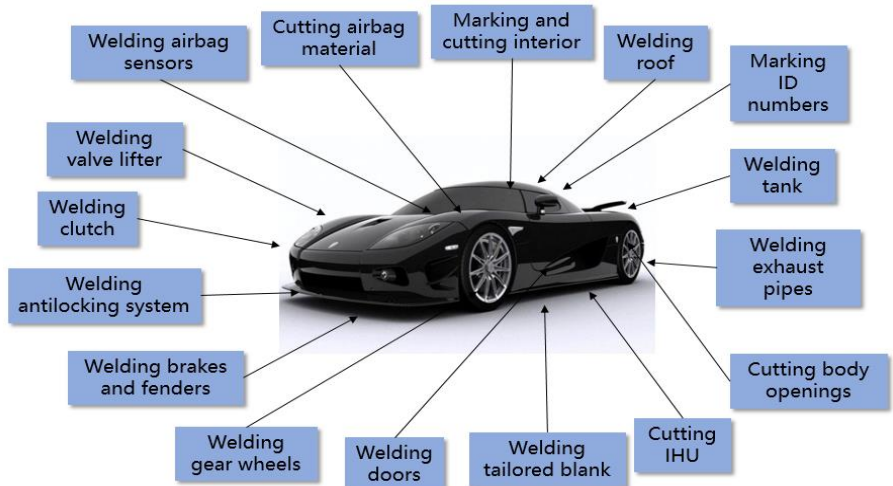 Welding airbag
sensors
Cutting airbag
material
Marking and
cutting interior
Welding
roof
Marking
ID
numbers
Welding
valve lifter
Welding
tank
Welding
clutch
Welding
exhaust
pipes
Welding
antilocking system
Welding brakes
and fenders
Cutting body
openings
Welding
gear wheels
Welding
doors
Welding
tailored blank
Cutting
IHU